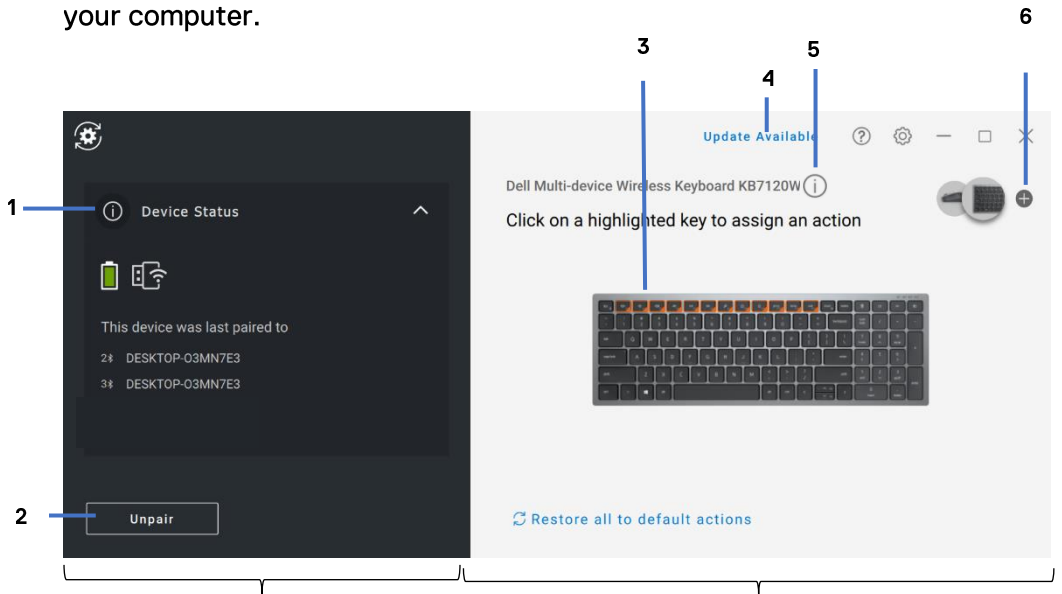 your computer.
6
3
5
4
Update Available
Dell Multi-device Wireless Keyboard KB7120W
1
Device Status
Click on a highlighted key to assign an action
This device was last paired to
2 DESKTOP-O3MN7E3
3 DESKTOP-O3MN7E3
2
Unpair
Restore all to default actions